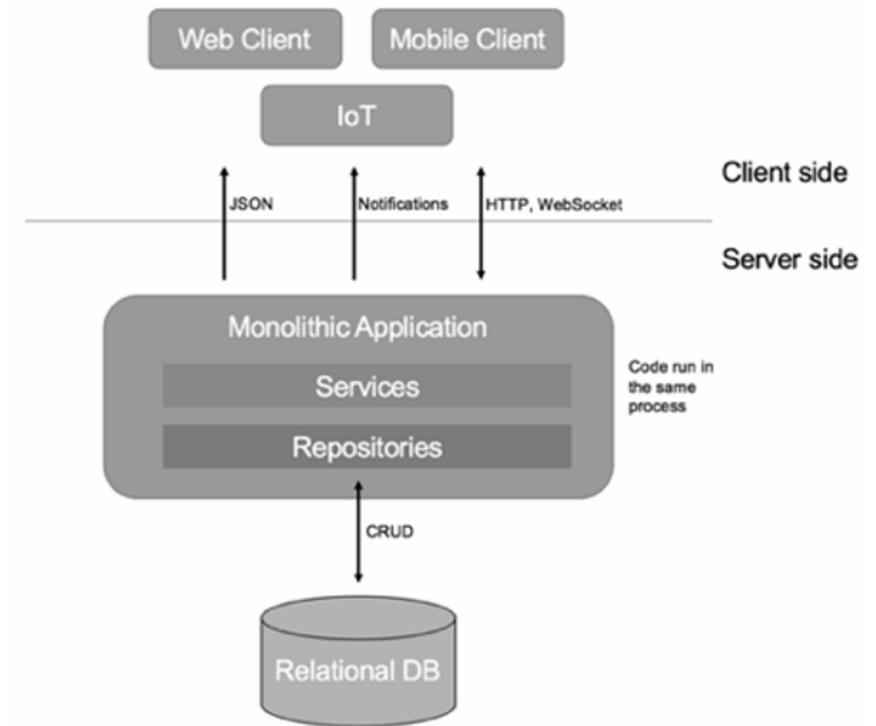 Web Client
Mobile Client
IoT
Client side
JSON
Notifications
HTTP, WebSocket
Server side
Monolithic Application
Services
Code run in
the same
process
Repositories
CRUD
Relational DB